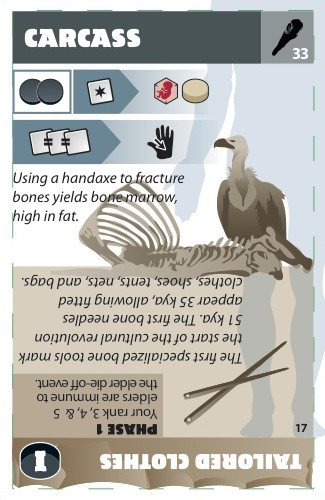 CARCASS
33
Using a handaxe to fracture
bones yields bone marrow,
high in fat.
TAILORED CLOTHES
I
17
PHASE 1
Your rank 3, 4, & 5
elders are immune to
the elder die-off event.
The first specialized bone tools mark
the start of the cultural revolution
51 kya. The first bone needles
appear 35 kya, allowing fitted
clothes, shoes, tents, nets, and bags.